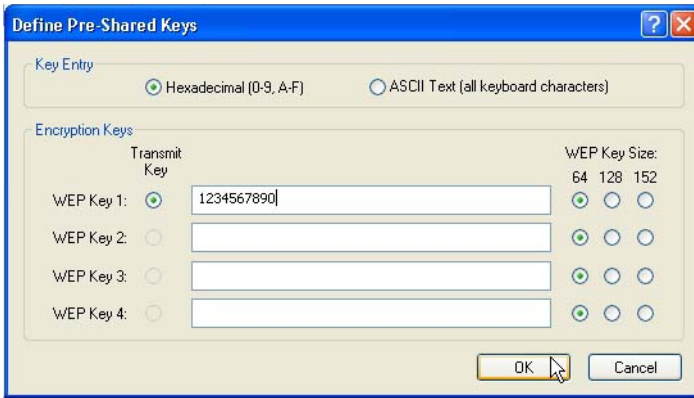 Define Pre-Shared Keys
Key Entry
Hexadecimal (0-9, A-F) ASCII Text (all keyboard characters)
Encryption Keys
Transmit Key WEP Key Size:
64 128 152
WEP Key 1: 1234567890
WEP Key 2:
WEP Key 3:
WEP Key 4:
OK Cancel